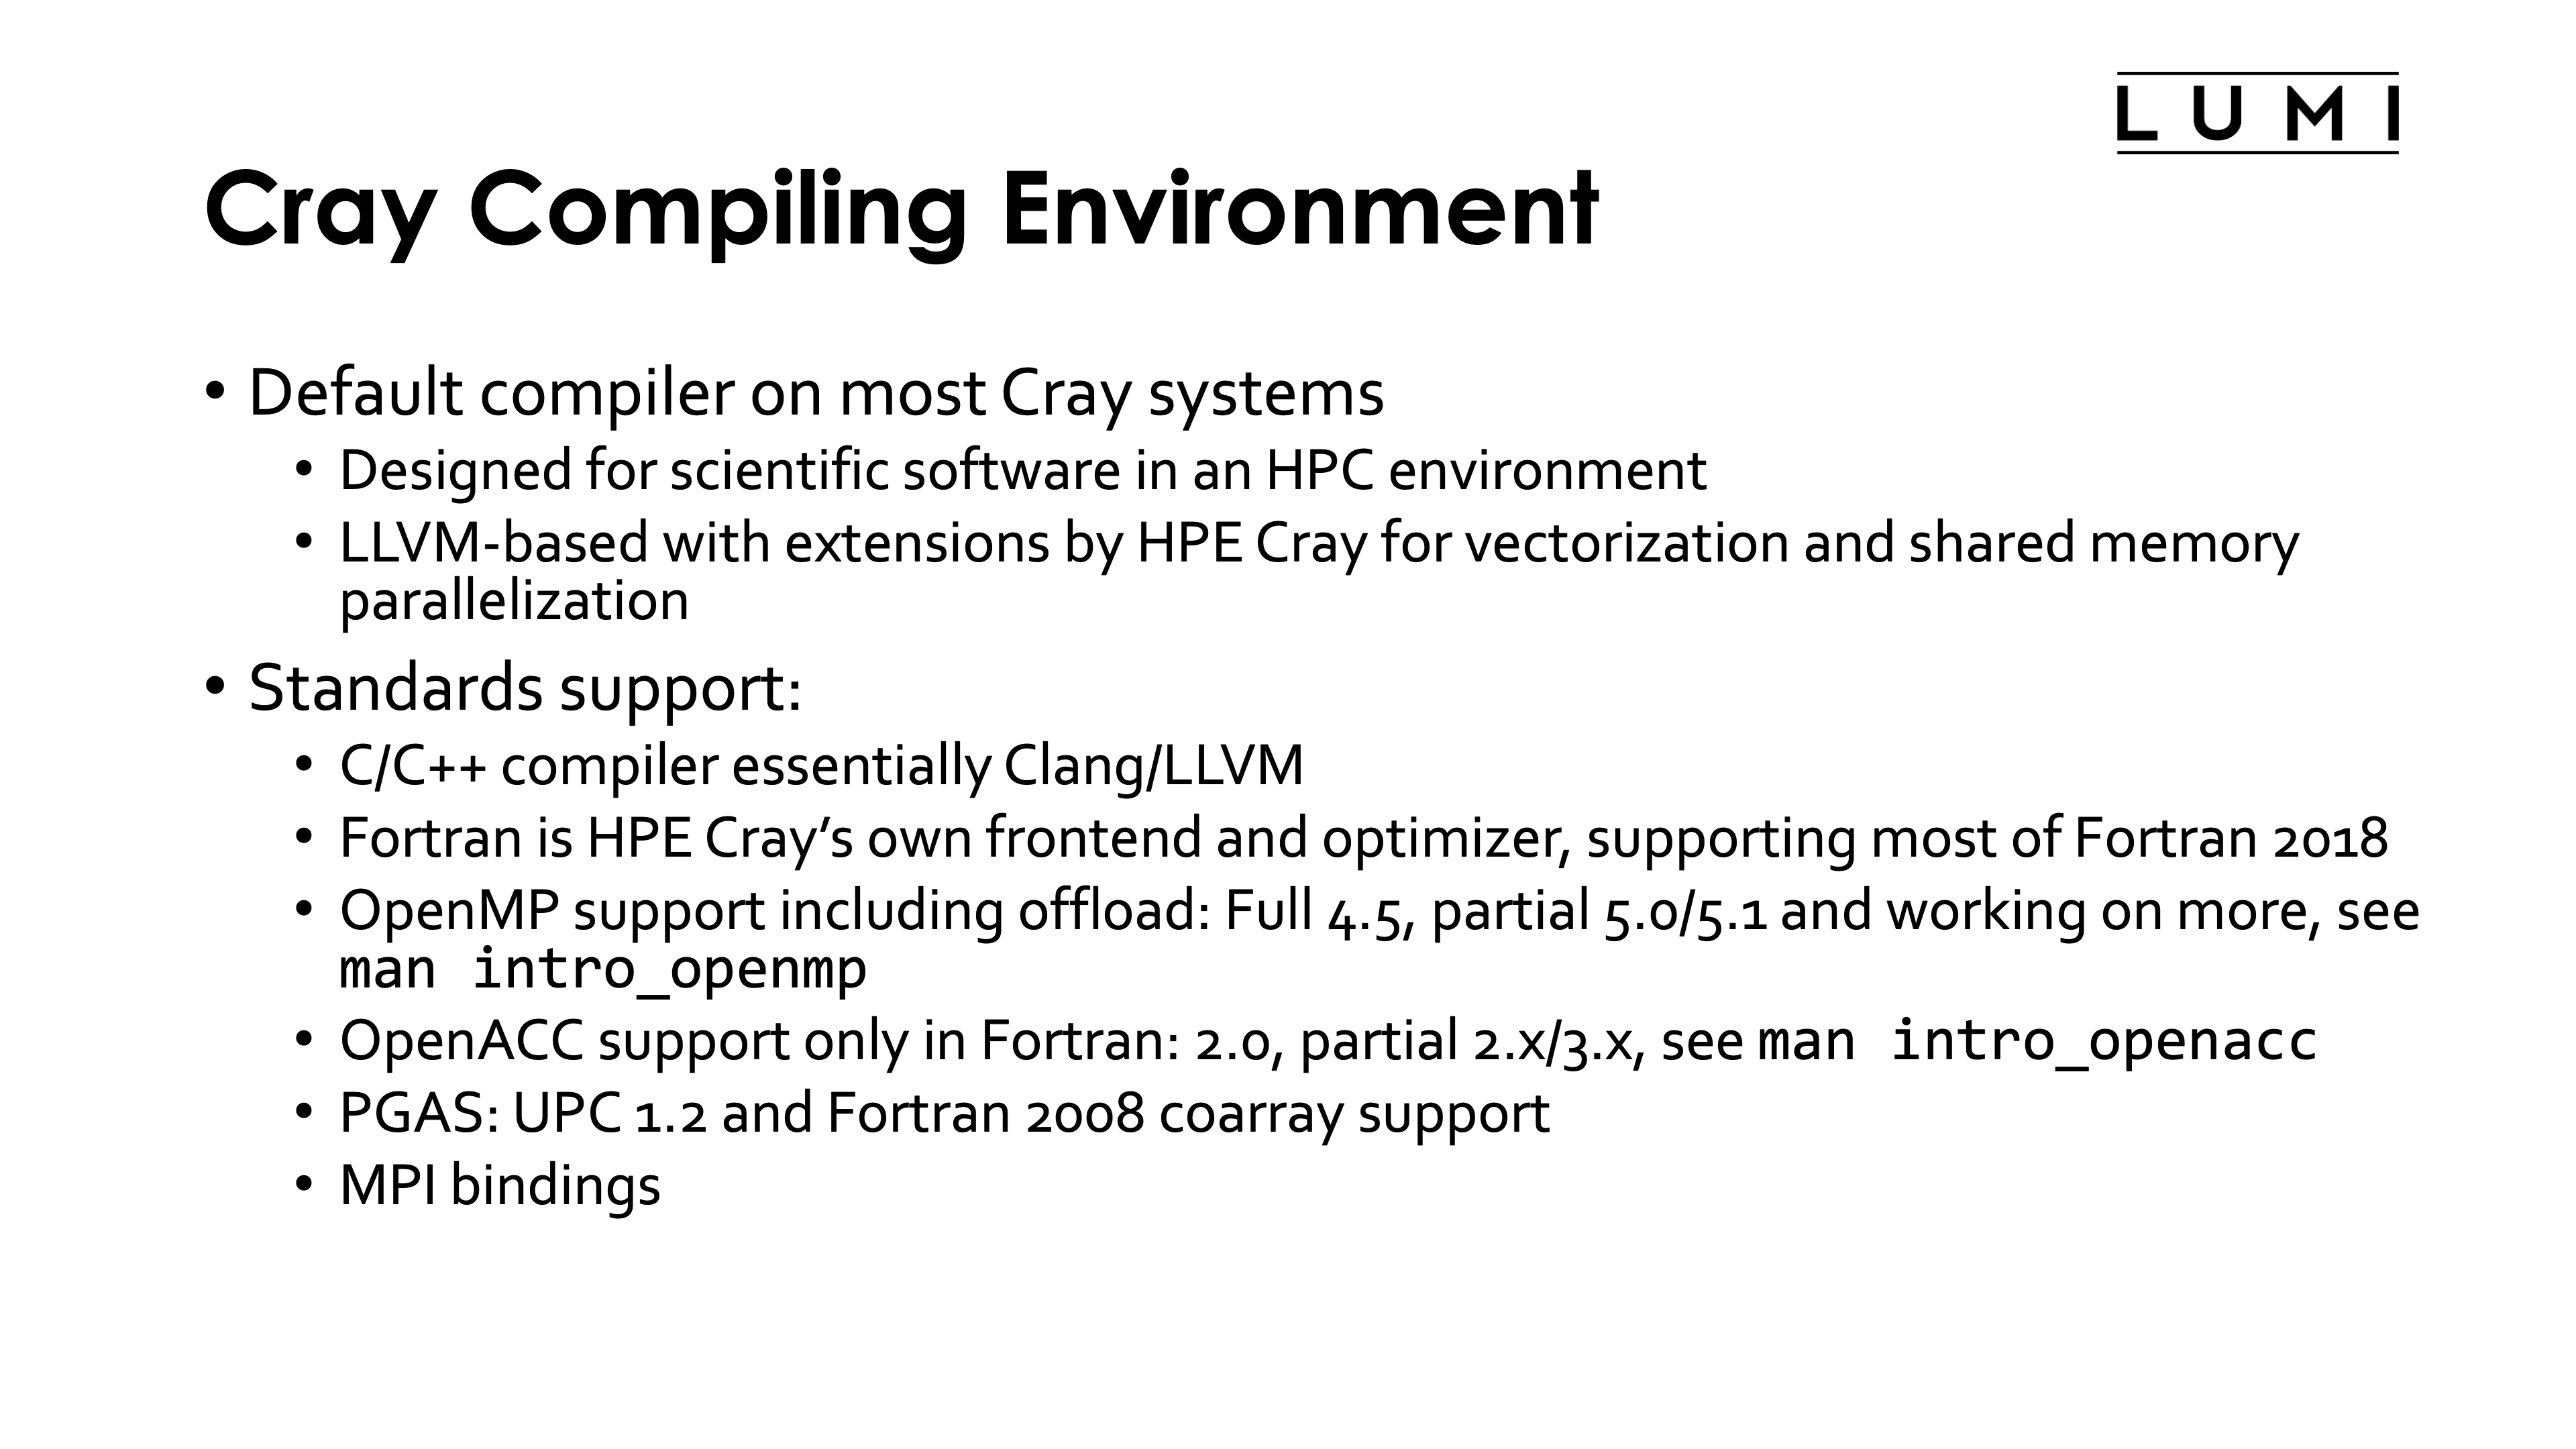 LUMI
Cray Compiling Environment
• Default compiler on most Cray systems
• Designed for scientific software in an HPC environment
• LLVM-based with extensions by HPE Cray for vectorization and shared memory
parallelization
• Standards support:
• C/C++ compiler essentially Clang/LLVM
• Fortran is HPE Cray’s own frontend and optimizer, supporting most of Fortran 2018
• OpenMP support including offload: Full 4.5, partial 5.0/5.1 and working on more, see
man intro_openmp
• OpenACC support only in Fortran: 2.0, partial 2.x/3.x, see man intro_openacc
• PGAS: UPC 1.2 and Fortran 2008 coarray support
• MPI bindings